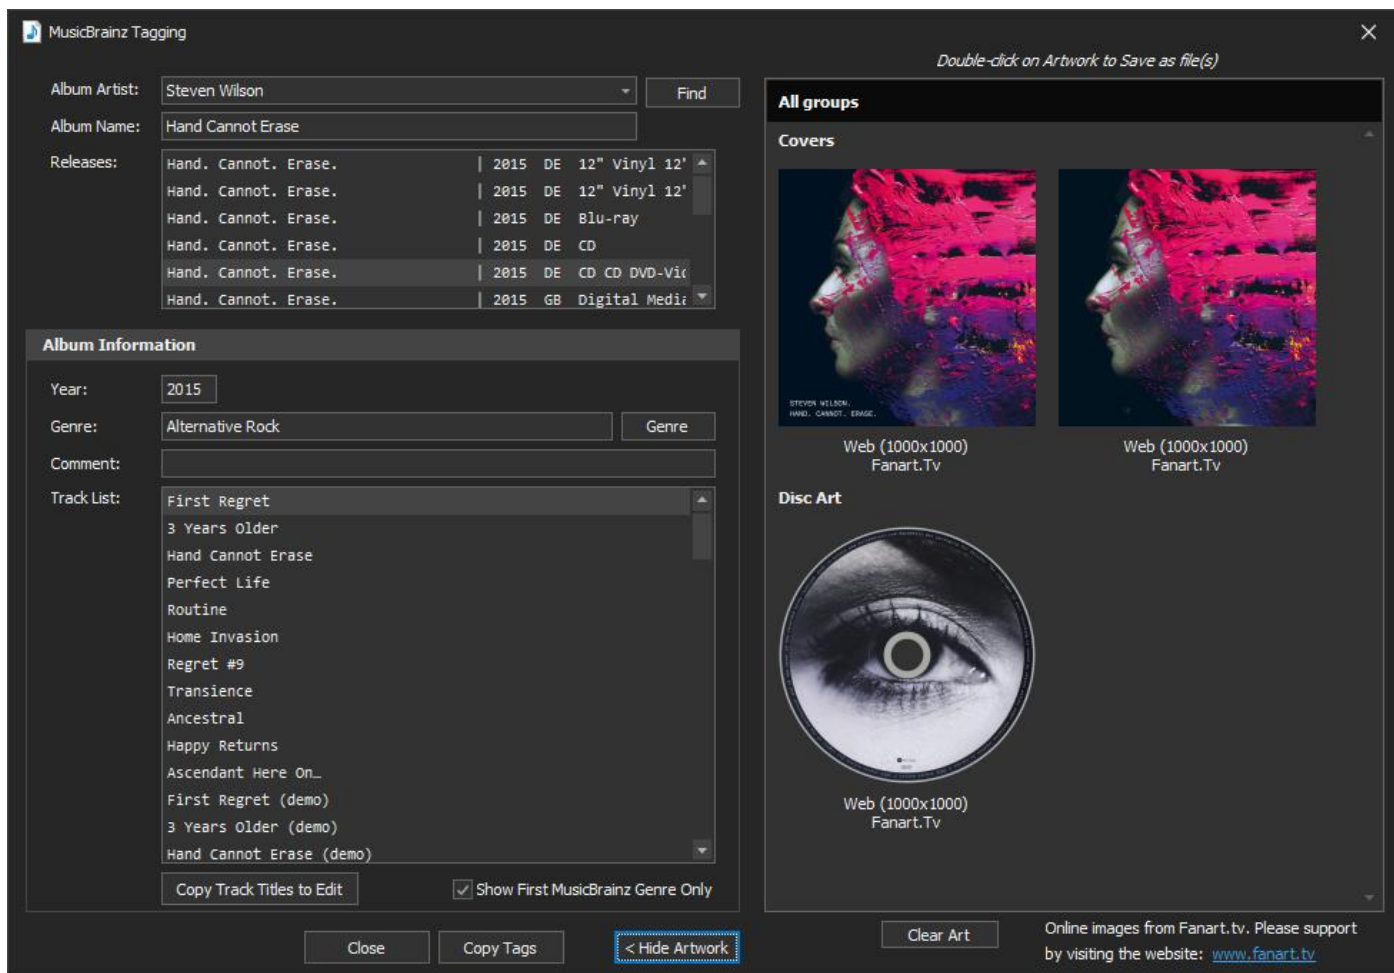 MusicBrainz Tagging
Double-click on Artwork to Save as file(s)
Album Artist: Steven Wilson Find
Album Name: Hand Cannot Erase
Releases:
Hand. Cannot. Erase. | 2015 DE 12" Vinyl 12"
Hand. Cannot. Erase. | 2015 DE 12" Vinyl 12"
Hand. Cannot. Erase. | 2015 DE Blu-ray
Hand. Cannot. Erase. | 2015 DE CD
Hand. Cannot. Erase. | 2015 DE CD CD DVD-Vid
Hand. Cannot. Erase. | 2015 GB Digital Media
Album Information
Year: 2015
Genre: Alternative Rock Genre
Comment:
Track List:
First Regret
3 Years Older
Hand Cannot Erase
Perfect Life
Routine
Home Invasion
Regret #9
Transience
Ancestral
Happy Returns
Ascendant Here On…
First Regret (demo)
3 Years Older (demo)
Hand Cannot Erase (demo)
Copy Track Titles to Edit
Show First MusicBrainz Genre Only
Close
Copy Tags
< Hide Artwork
All groups
Covers
STEVEN WILSON.
HAND. CANNOT. ERASE.
Web (1000x1000)
Fanart.Tv
Web (1000x1000)
Fanart.Tv
Disc Art
Web (1000x1000)
Fanart.Tv
Clear Art
Online images from Fanart.tv. Please support
by visiting the website: www.fanart.tv